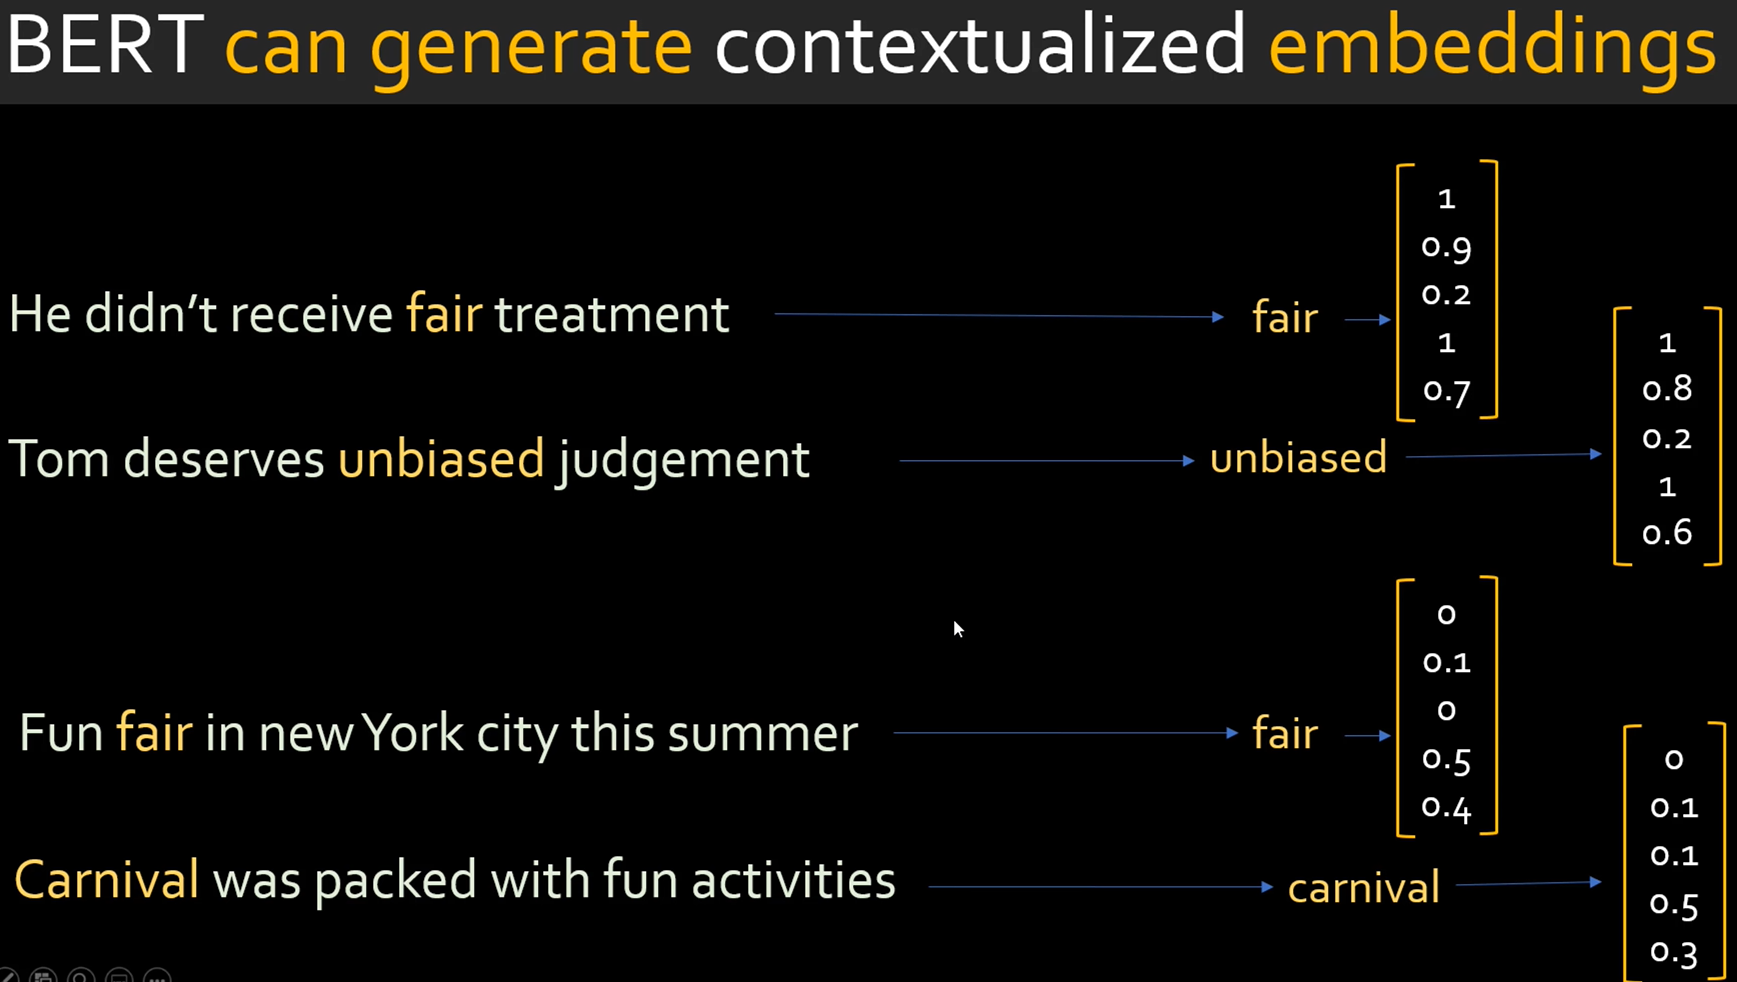 BERT can generate contextualized embeddings
He didn't receive fair treatment
fair
1
0.9
0.2
1
0.7
Tom deserves unbiased judgement
unbiased
1
0.8
0.2
1
0.6
Fun fair in new York city this summer
fair
0
0.1
0
0.5
0.4
Carnival was packed with fun activities
carnival
0
0.1
0.1
0.5
0.3